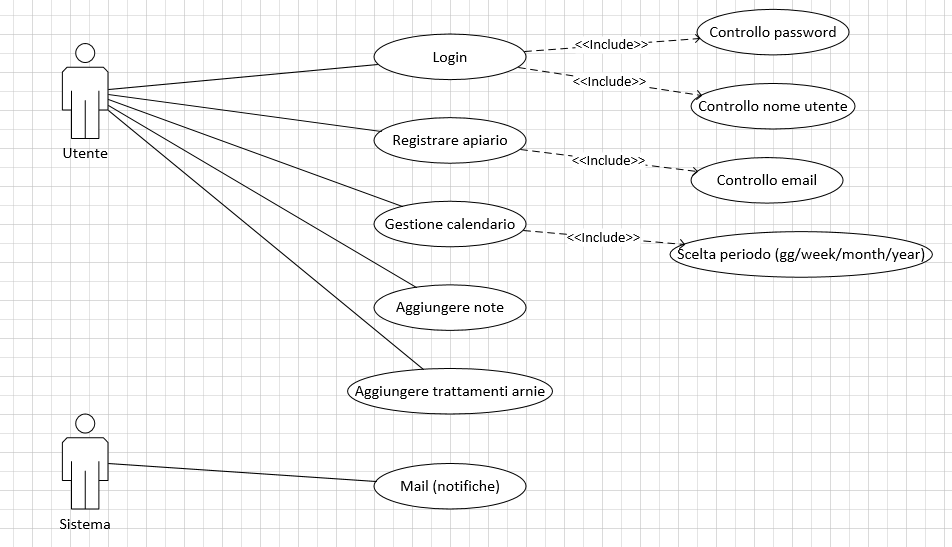 Utente
Login
<<Include>>
Controllo password
<<Include>>
Controllo nome utente
Registrare apiario
<<Include>>
Controllo email
Gestione calendario
<<Include>>
Scelta periodo (gg/week/month/year)
Aggiungere note
Aggiungere trattamenti arnie
Sistema
Mail (notifiche)